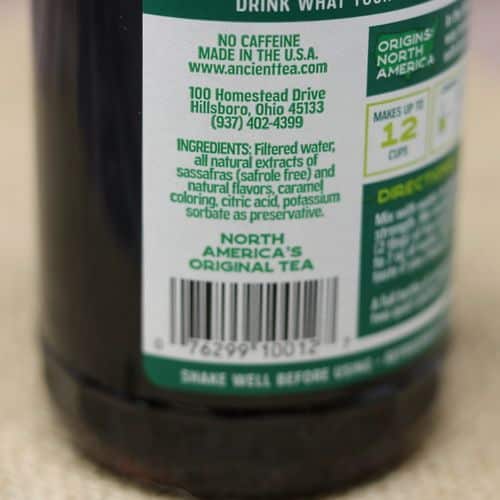 DRINK WHAT YOUR
NO CAFFEINE
MADE IN THE U.S.A.
www.ancienttea.com
100 Homestead Drive
Hillsboro, Ohio 45133
(937) 402-4399
INGREDIENTS: Filtered water,
all natural extracts of
sassafras (safrole free) and
natural flavors, caramel
coloring, citric acid, potassium
sorbate as preservative.
NORTH
AMERICA'S
ORIGINAL TEA
0 76299 10012 7
SHAKE WELL BEFORE USING
ORIGINS:
NORTH
AMERICA
MAKES UP TO
12
CUPS
DIRECTIONS